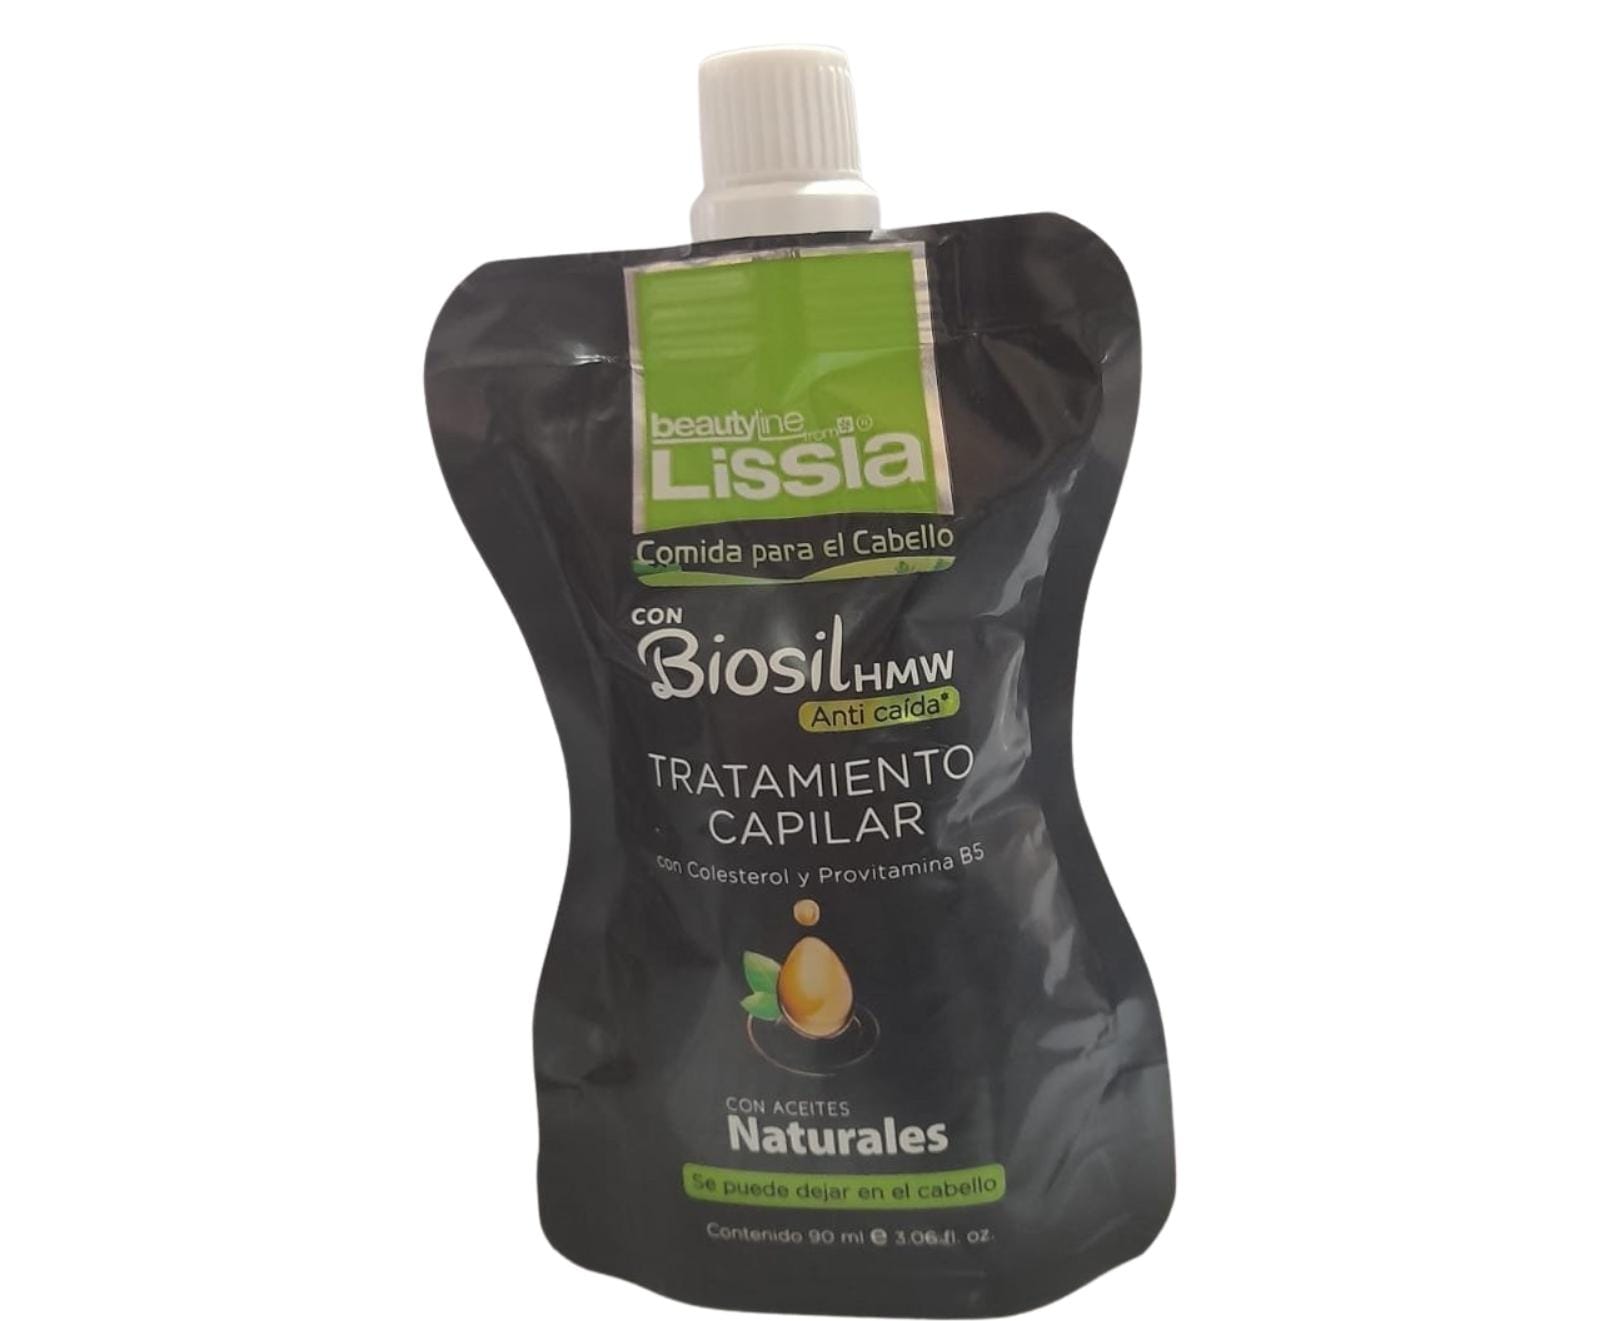 beautyline from ®
Lissia
Comida para el Cabello
CON
Biosil HMW
Anti caída*
TRATAMIENTO
CAPILAR
con Colesterol y Provitamina B5
CON ACEITES
Naturales
Se puede dejar en el cabello
Contenido 90 ml ℮ 3.06 fl. oz.